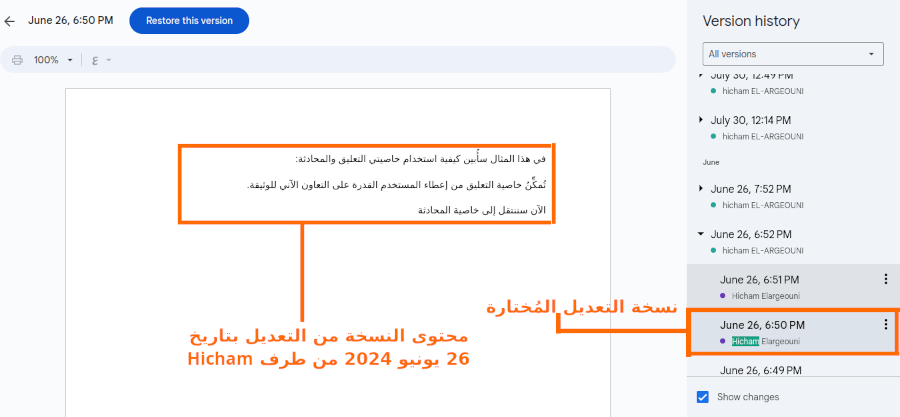 June 26, 6:50 PM
Restore this version
100%
ع
في هذا المثال سأُبين كيفية استخدام خاصيتي التعليق والمحادثة:
تُمكِّنُ خاصية التعليق من إعطاء المستخدم القدرة على التعاون الآني للوثيقة.
الآن سننتقل إلى خاصية المحادثة
محتوى النسخة من التعديل بتاريخ
26 يونيو 2024 من طرف Hicham
نسخة التعديل المُختارة
Version history
All versions
July 30, 12:49 PM
hicham EL-ARGEOUNI
July 30, 12:14 PM
hicham EL-ARGEOUNI
June
June 26, 7:52 PM
hicham EL-ARGEOUNI
June 26, 6:52 PM
hicham EL-ARGEOUNI
June 26, 6:51 PM
Hicham Elargeouni
June 26, 6:50 PM
Hicham Elargeouni
June 26, 6:49 PM
Show changes